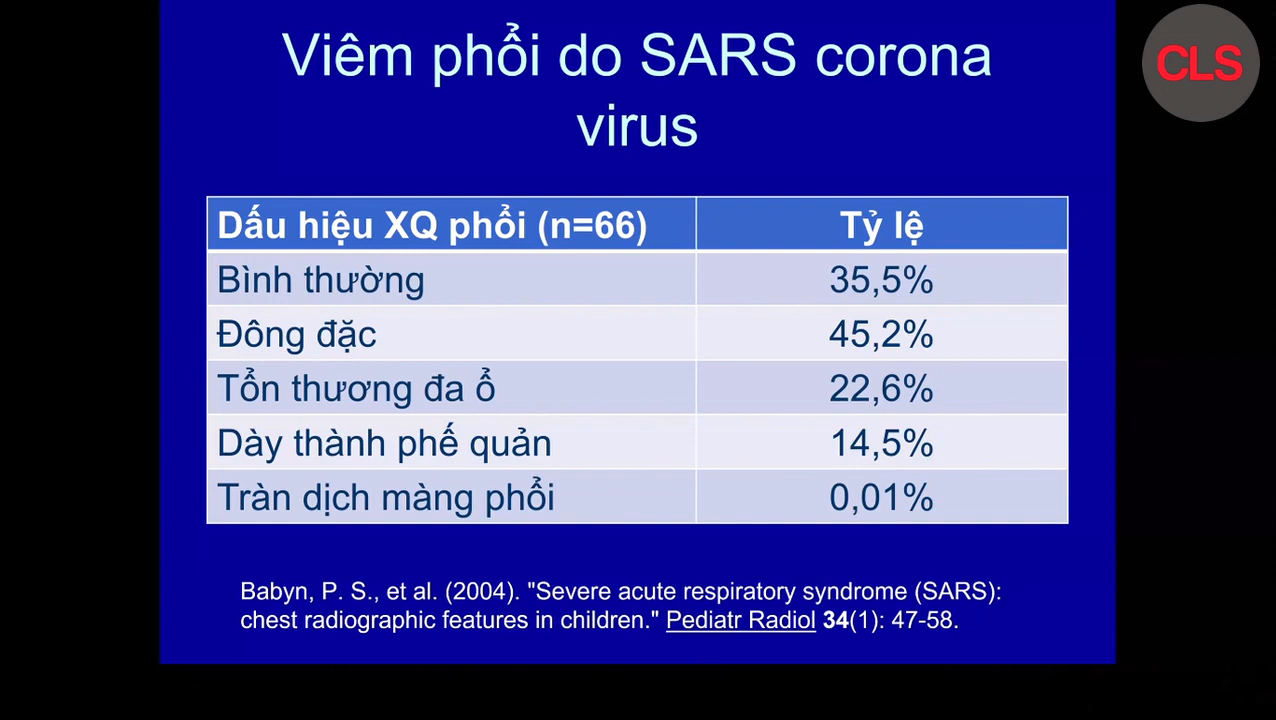 Viêm phổi do SARS corona
virus
CLS
Dấu hiệu XQ phổi (n=66) Tỷ lệ
Bình thường 35,5%
Đông đặc 45,2%
Tổn thương đa ổ 22,6%
Dày thành phế quản 14,5%
Tràn dịch màng phổi 0,01%
Babyn, P. S., et al. (2004). "Severe acute respiratory syndrome (SARS):
chest radiographic features in children." Pediatr Radiol 34(1): 47-58.